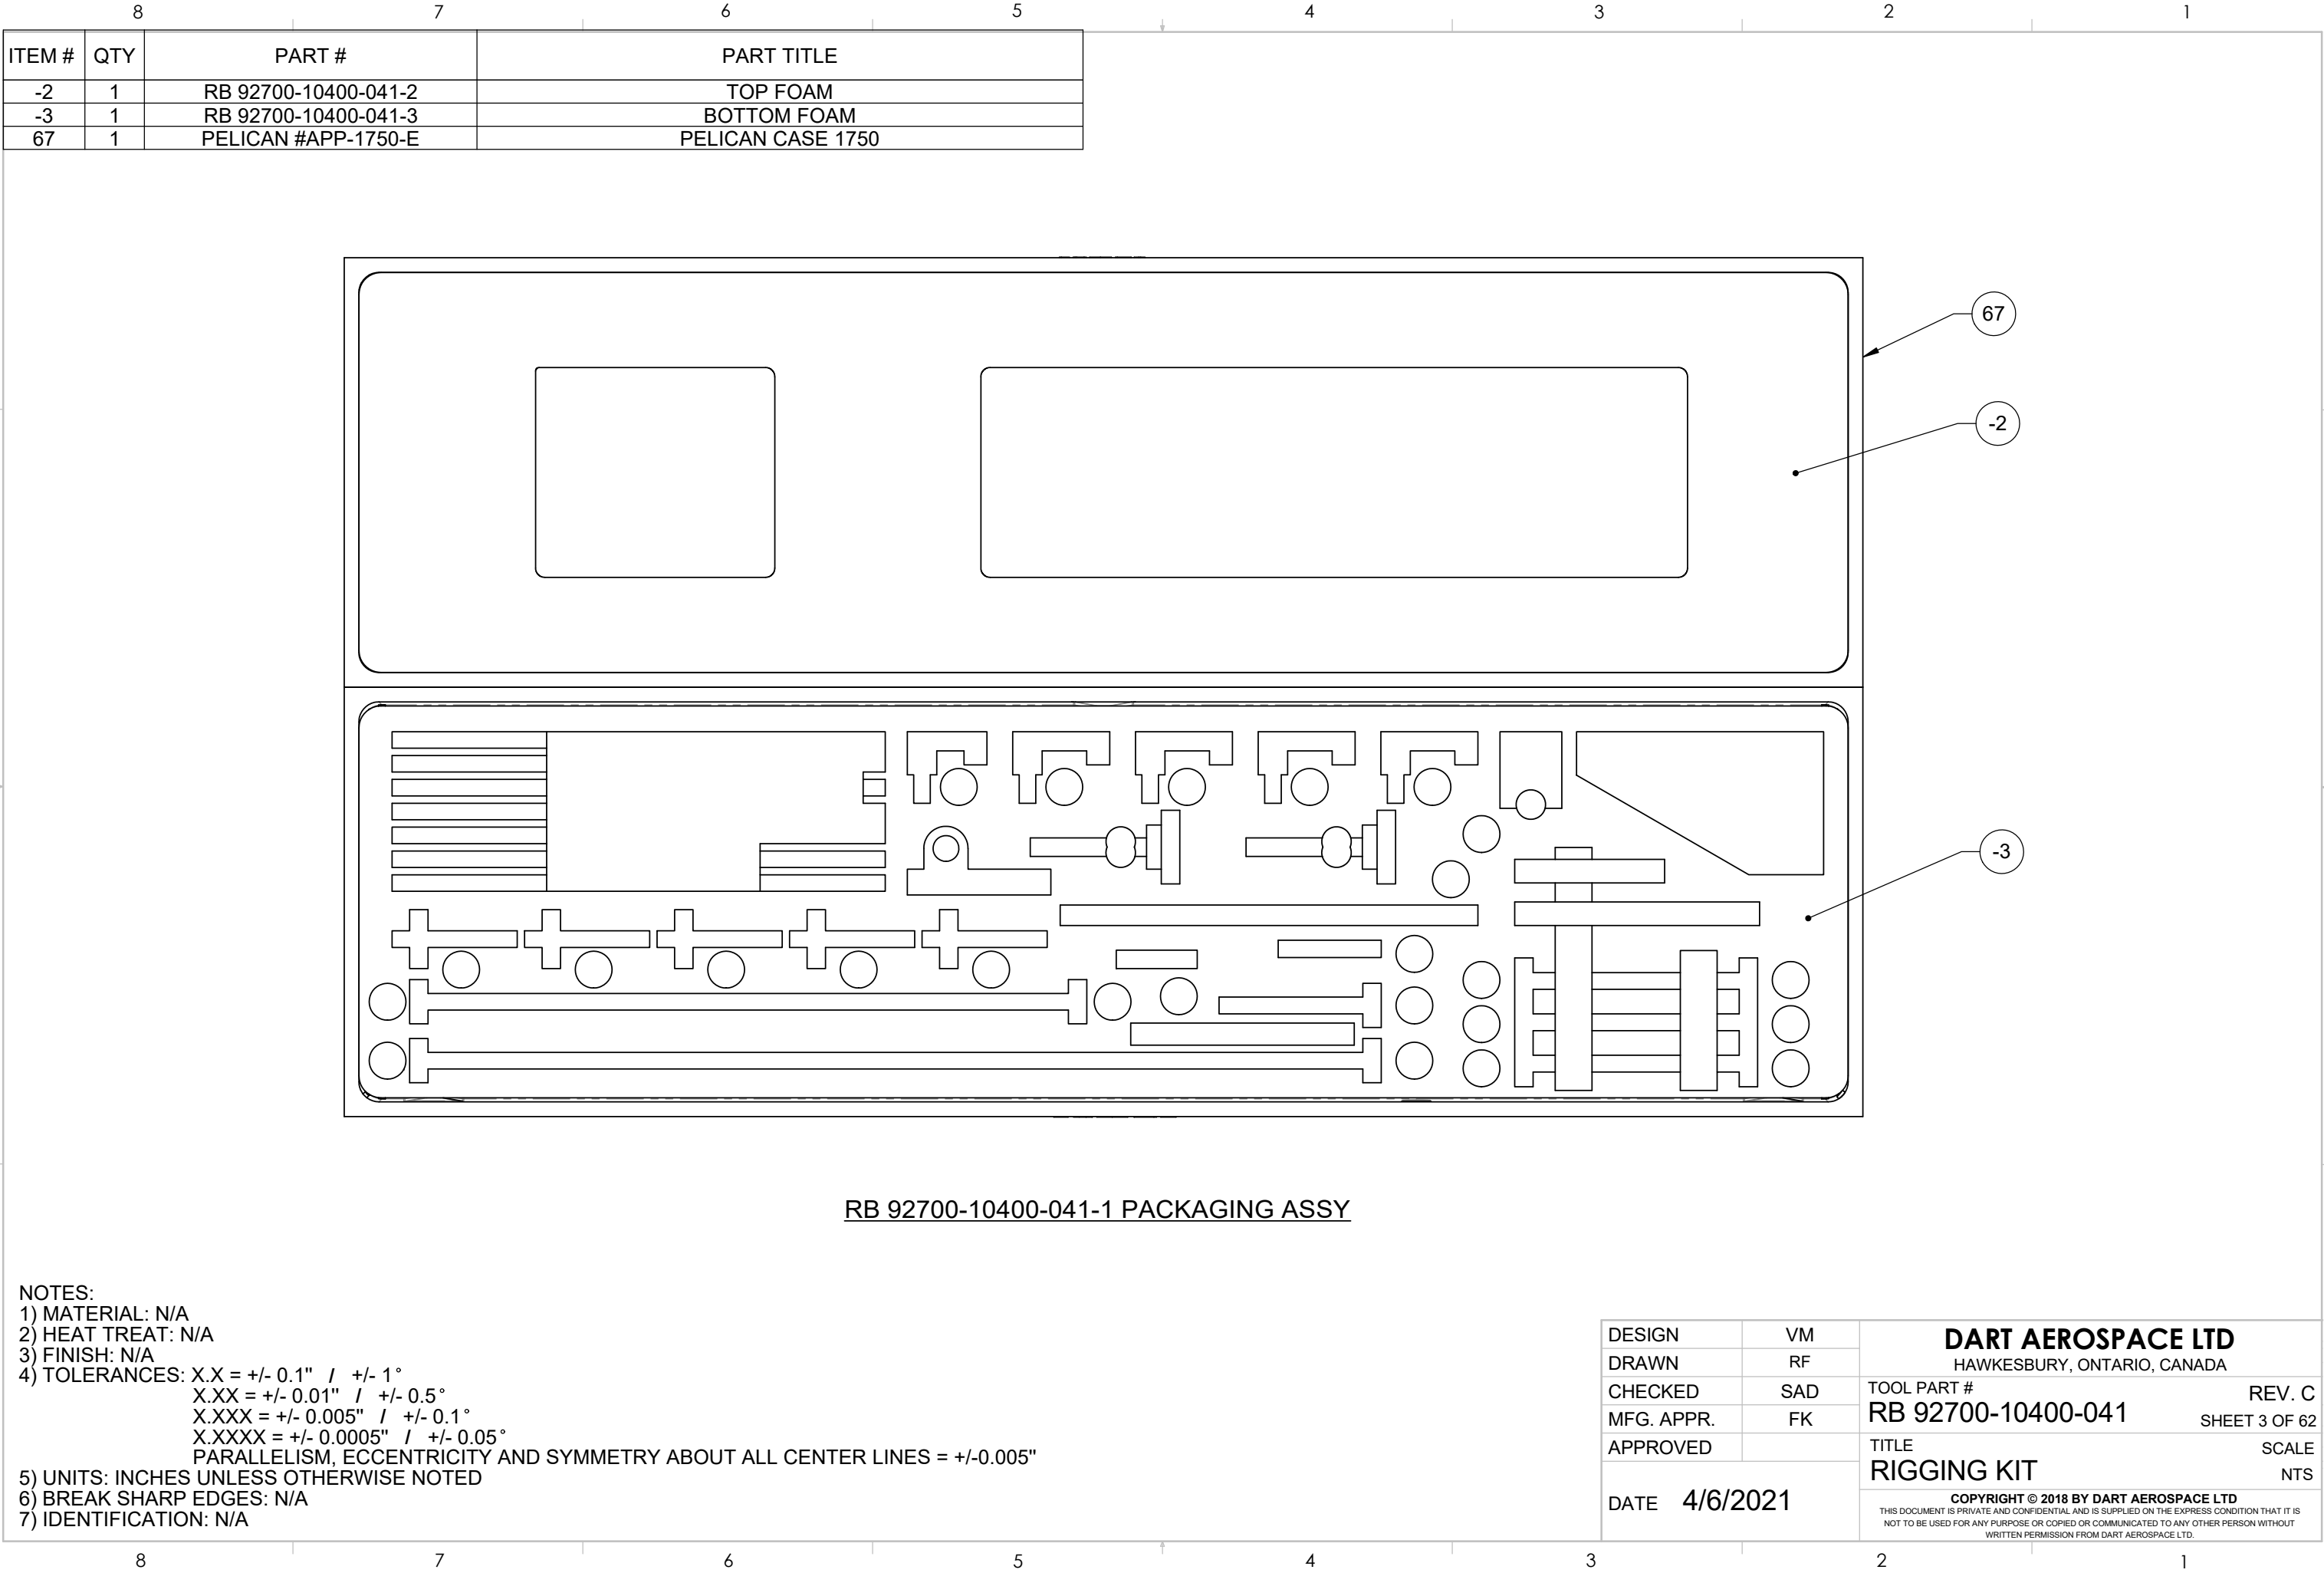 8 7 6 5 4 3 2 1
ITEM # QTY PART # PART TITLE
-2 1 RB 92700-10400-041-2 TOP FOAM
-3 1 RB 92700-10400-041-3 BOTTOM FOAM
67 1 PELICAN #APP-1750-E PELICAN CASE 1750
67
-2
-3
RB 92700-10400-041-1 PACKAGING ASSY
NOTES:
1) MATERIAL: N/A
2) HEAT TREAT: N/A
3) FINISH: N/A
4) TOLERANCES: X.X = +/- 0.1" / +/- 1°
X.XX = +/- 0.01" / +/- 0.5°
X.XXX = +/- 0.005" / +/- 0.1°
X.XXXX = +/- 0.0005" / +/- 0.05°
PARALLELISM, ECCENTRICITY AND SYMMETRY ABOUT ALL CENTER LINES = +/-0.005"
5) UNITS: INCHES UNLESS OTHERWISE NOTED
6) BREAK SHARP EDGES: N/A
7) IDENTIFICATION: N/A
DESIGN VM
DRAWN RF
CHECKED SAD
MFG. APPR. FK
APPROVED
DATE 4/6/2021
DART AEROSPACE LTD
HAWKESBURY, ONTARIO, CANADA
TOOL PART # REV. C
RB 92700-10400-041 SHEET 3 OF 62
TITLE SCALE
RIGGING KIT NTS
COPYRIGHT © 2018 BY DART AEROSPACE LTD
THIS DOCUMENT IS PRIVATE AND CONFIDENTIAL AND IS SUPPLIED ON THE EXPRESS CONDITION THAT IT IS
NOT TO BE USED FOR ANY PURPOSE OR COPIED OR COMMUNICATED TO ANY OTHER PERSON WITHOUT
WRITTEN PERMISSION FROM DART AEROSPACE LTD.
8 7 6 5 4 3 2 1